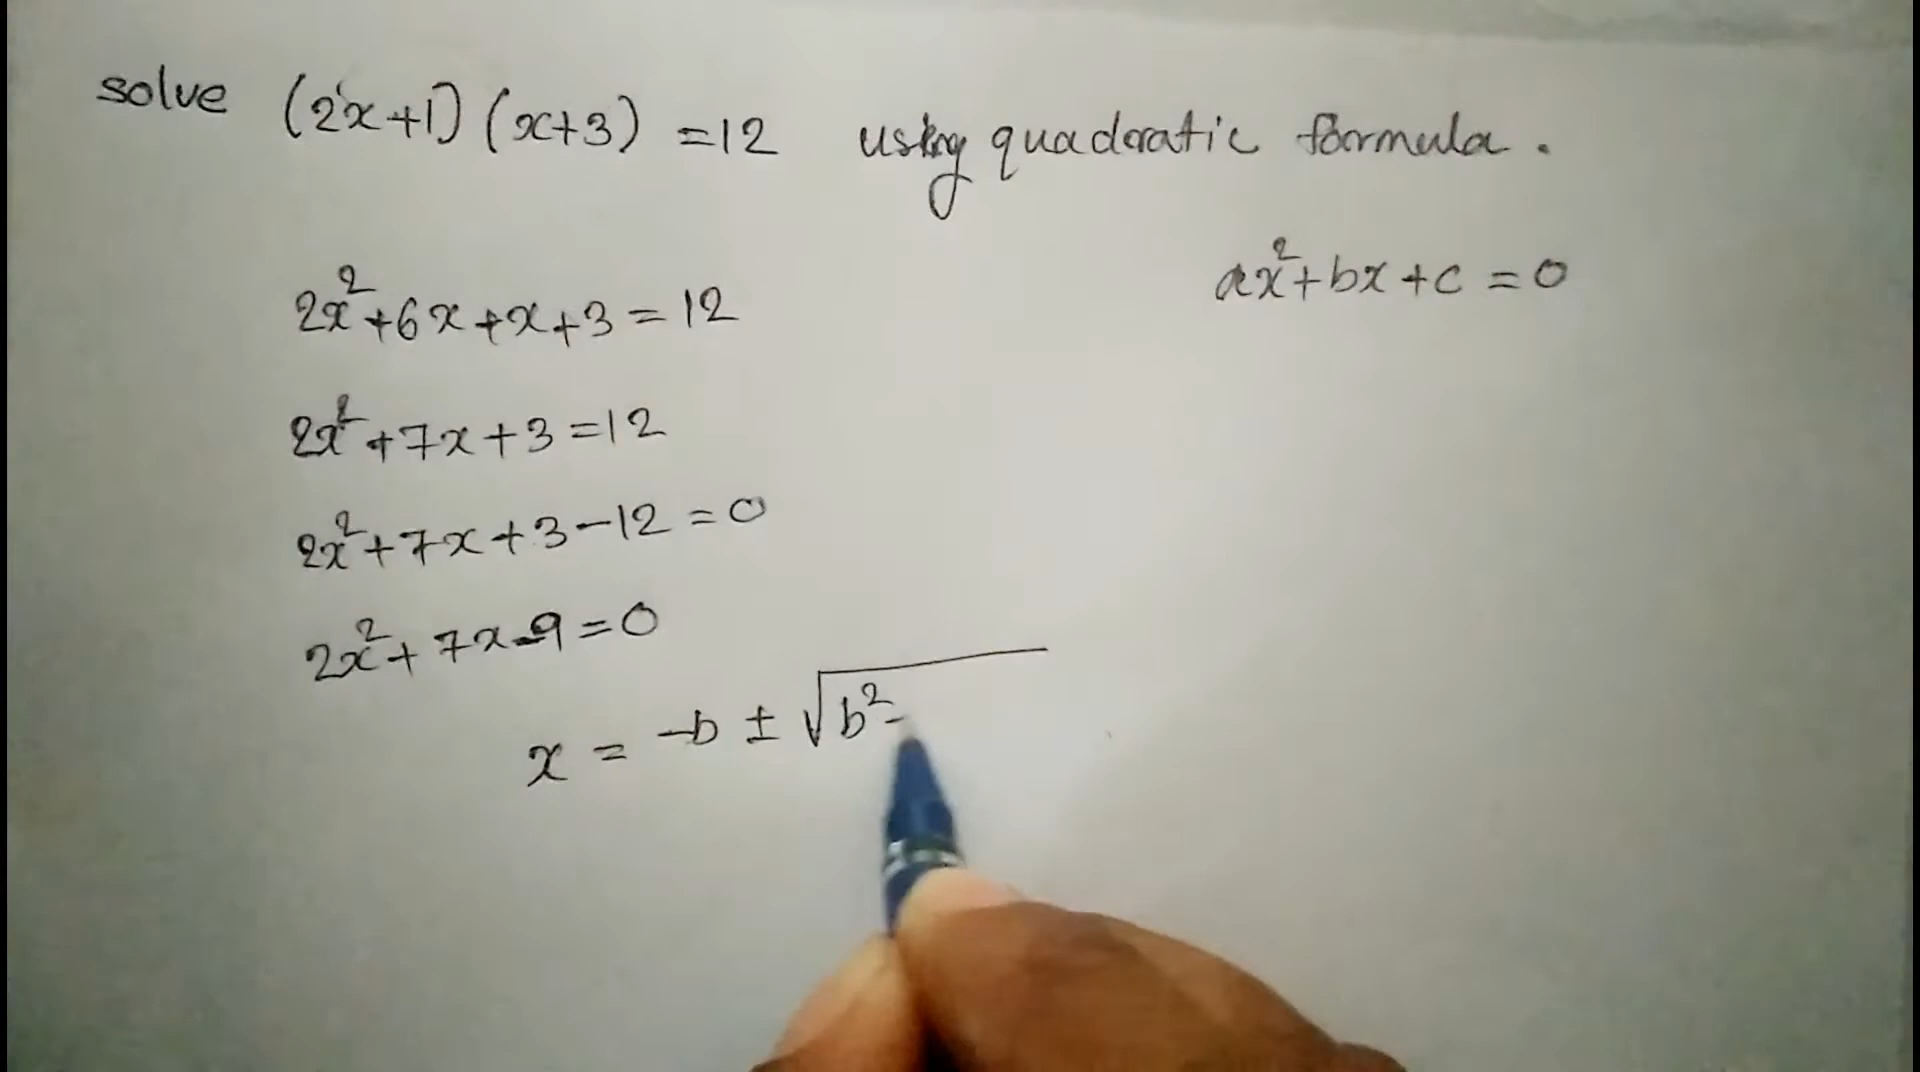 solve (2x+1) (x+3) =12 using quadratic formula.
ax²+bx+c=0
2x²+6x+x+3=12
2x²+7x+3=12
2x²+7x+3-12=0
2x²+7x-9=0
x = -b ± √b²-